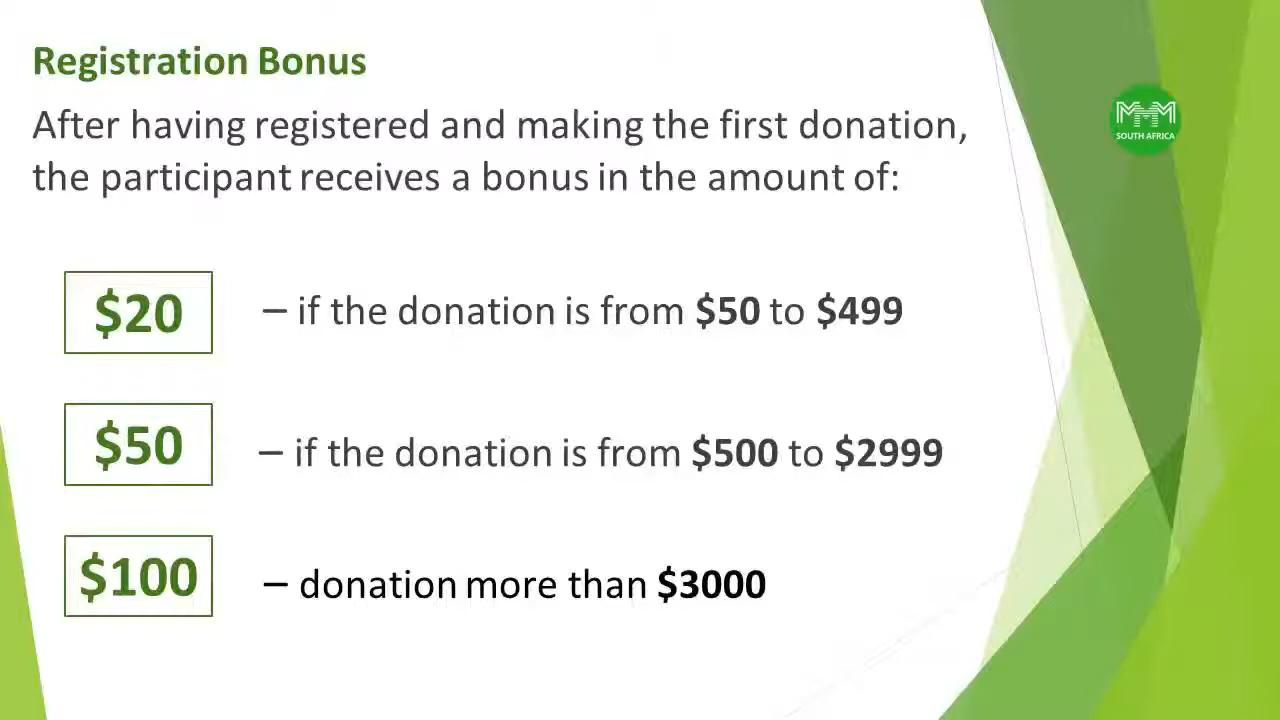 Registration Bonus
After having registered and making the first donation,
the participant receives a bonus in the amount of:
MMM
SOUTH AFRICA
$20 – if the donation is from $50 to $499
$50 – if the donation is from $500 to $2999
$100 – donation more than $3000